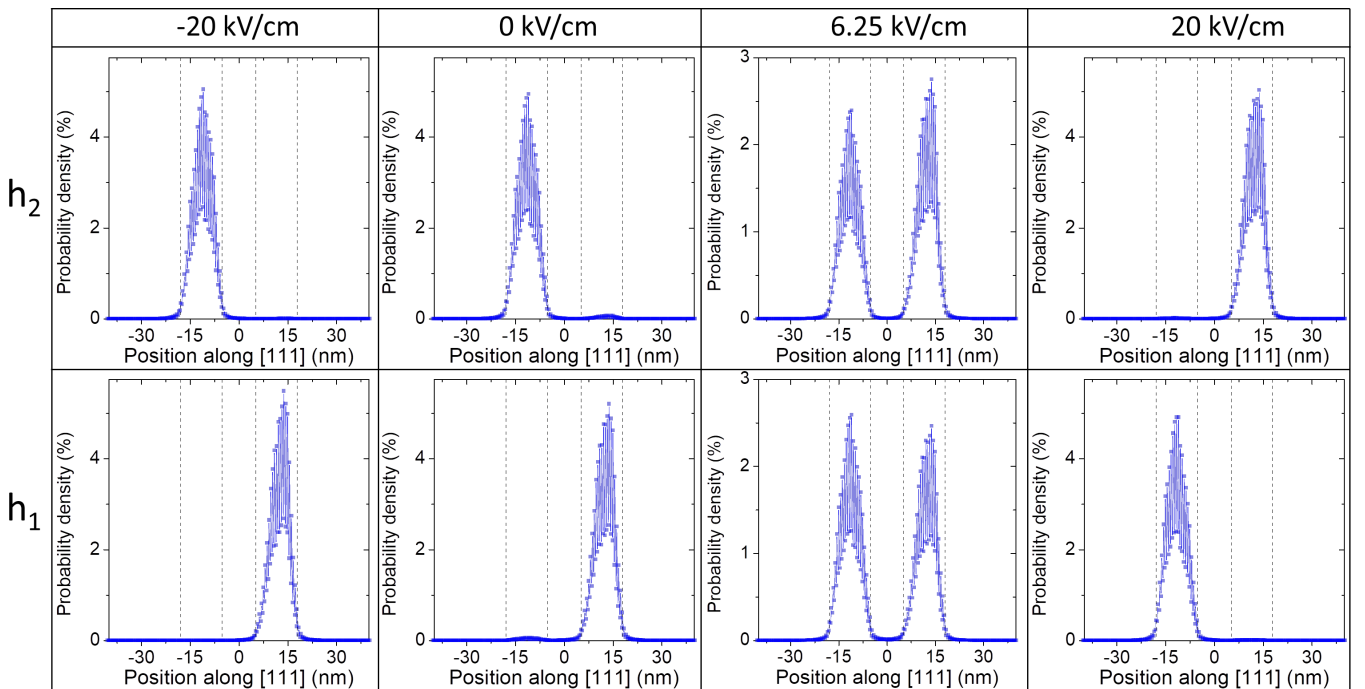 -20 kV/cm 0 kV/cm 6.25 kV/cm 20 kV/cm
h2
Probability density (%)
4
2
0
-30 -15 0 15 30
Position along [111] (nm)
Probability density (%)
4
2
0
-30 -15 0 15 30
Position along [111] (nm)
Probability density (%)
3
2
1
0
-30 -15 0 15 30
Position along [111] (nm)
Probability density (%)
4
2
0
-30 -15 0 15 30
Position along [111] (nm)
h1
Probability density (%)
4
2
0
-30 -15 0 15 30
Position along [111] (nm)
Probability density (%)
4
2
0
-30 -15 0 15 30
Position along [111] (nm)
Probability density (%)
3
2
1
0
-30 -15 0 15 30
Position along [111] (nm)
Probability density (%)
4
2
0
-30 -15 0 15 30
Position along [111] (nm)